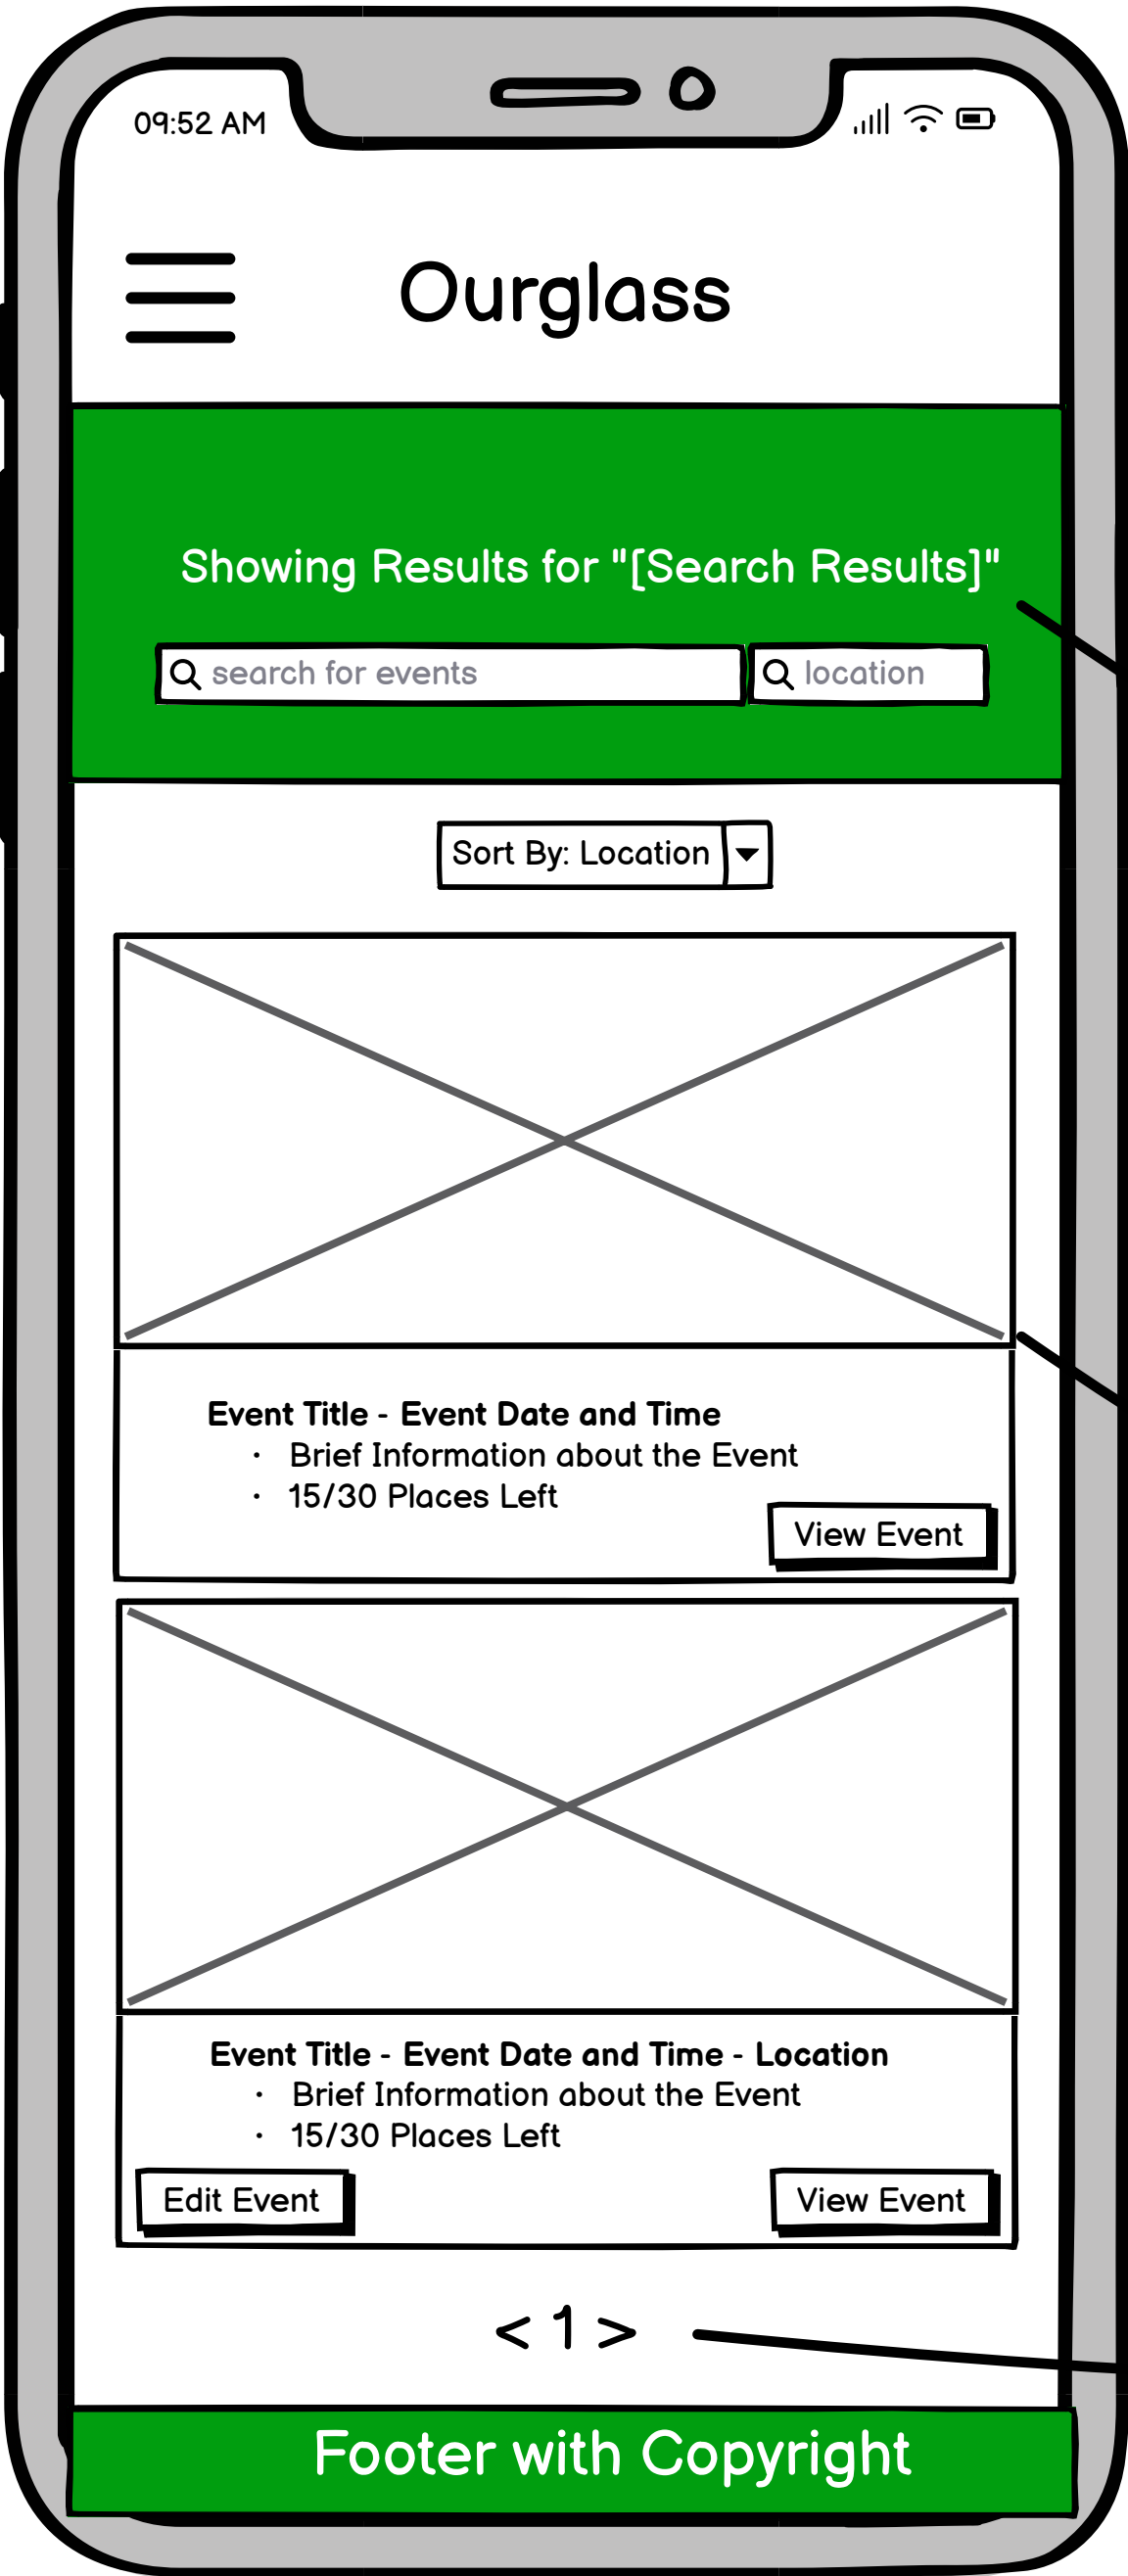 09:52 AM
Ourglass
Showing Results for "[Search Results]"
search for events
location
Sort By: Location
Event Title - Event Date and Time
· Brief Information about the Event
· 15/30 Places Left
View Event
Event Title - Event Date and Time - Location
· Brief Information about the Event
· 15/30 Places Left
Edit Event
View Event
< 1 >
Footer with Copyright